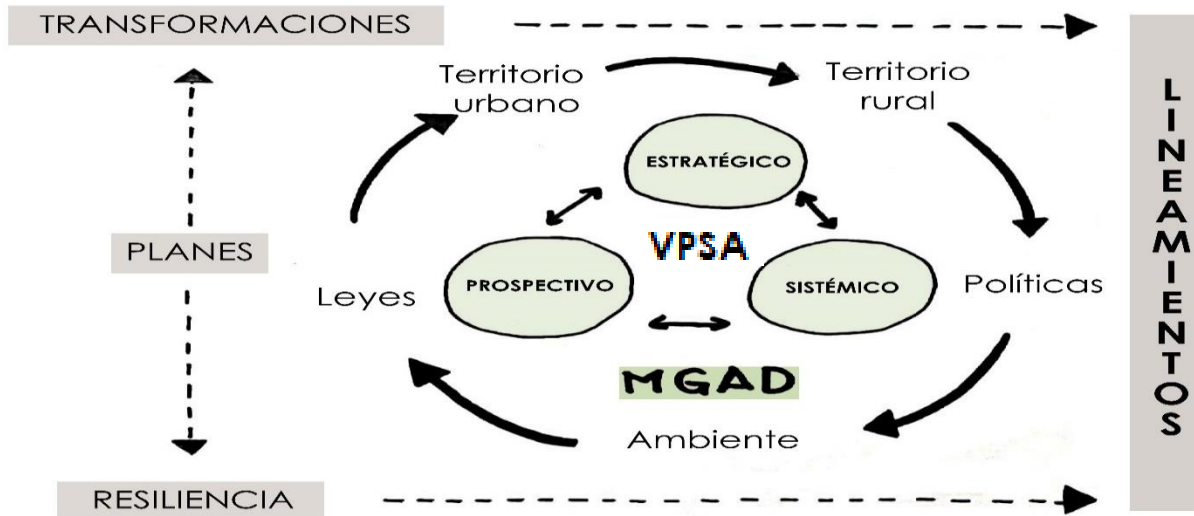 TRANSFORMACIONES
Territorio
urbano
Territorio
rural
ESTRATÉGICO
VPSA
PLANES
Leyes
PROSPECTIVO
SISTÉMICO
Políticas
MGAD
Ambiente
RESILIENCIA
LINEAMIENTOS